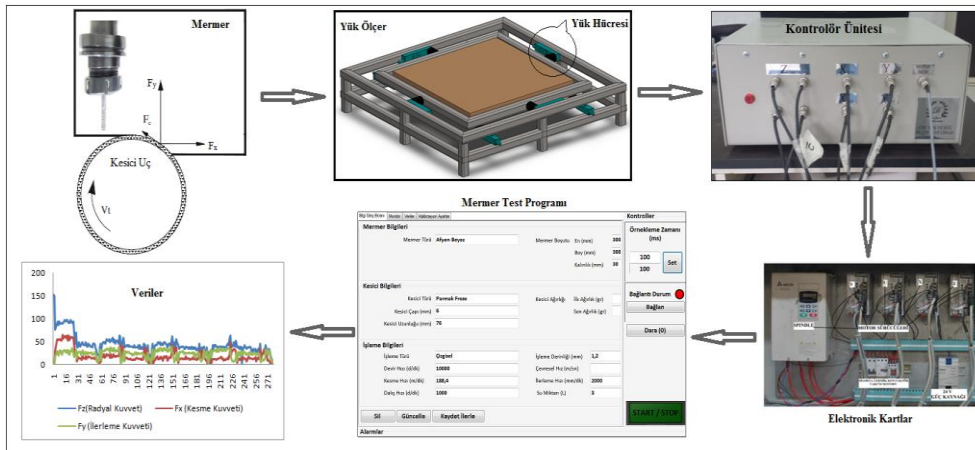 Mermer
Fy
Fc
Fx
Kesici Uç
Vt
Yük Ölçer
Yük Hücresi
Kontrolör Ünitesi
Z
Y
Mermer Test Programı
Kontroller
Mermer Bilgileri
Mermer Türü Afyon Beyaz
Mermer Boyutu En (mm) 300
Boy (mm) 300
Kalınlık (mm) 30
Örnekleme Zamanı (ms)
100
100
Set
Kesici Bilgileri
Kesici Türü Parmak Freze
Kesici Çapı (mm) 6
Kesici Uzunluğu (mm) 76
Kesici Ağırlığı İlk Ağırlık (gr)
Son Ağırlık (gr)
Bağlantı Durum
Bağlan
Dara (0)
İşleme Bilgileri
İşleme Türü Çizgisel
Devir Hızı (d/dk) 10000
Kesme Hızı (m/dk) 188,4
Dalış Hızı (d/dk) 1000
İşleme Derinliği (mm) 1,2
Çevresel Hız (m/sn)
İlerleme Hızı (mm/dk) 2000
Su Miktarı (L) 3
Sil Güncelle Kaydet İlerle
START / STOP
Alarmlar
SPINDLE
MOTOR SÜRÜCÜLERİ
24 V
GÜÇ KAYNAĞI
Elektronik Kartlar
Veriler
200
150
100
50
0
1 16 31 46 61 76 91 106 121 136 151 166 181 196 211 226 241 256 271
Fz(Radyal Kuvvet) Fx (Kesme Kuvveti)
Fy (İlerleme Kuvveti)